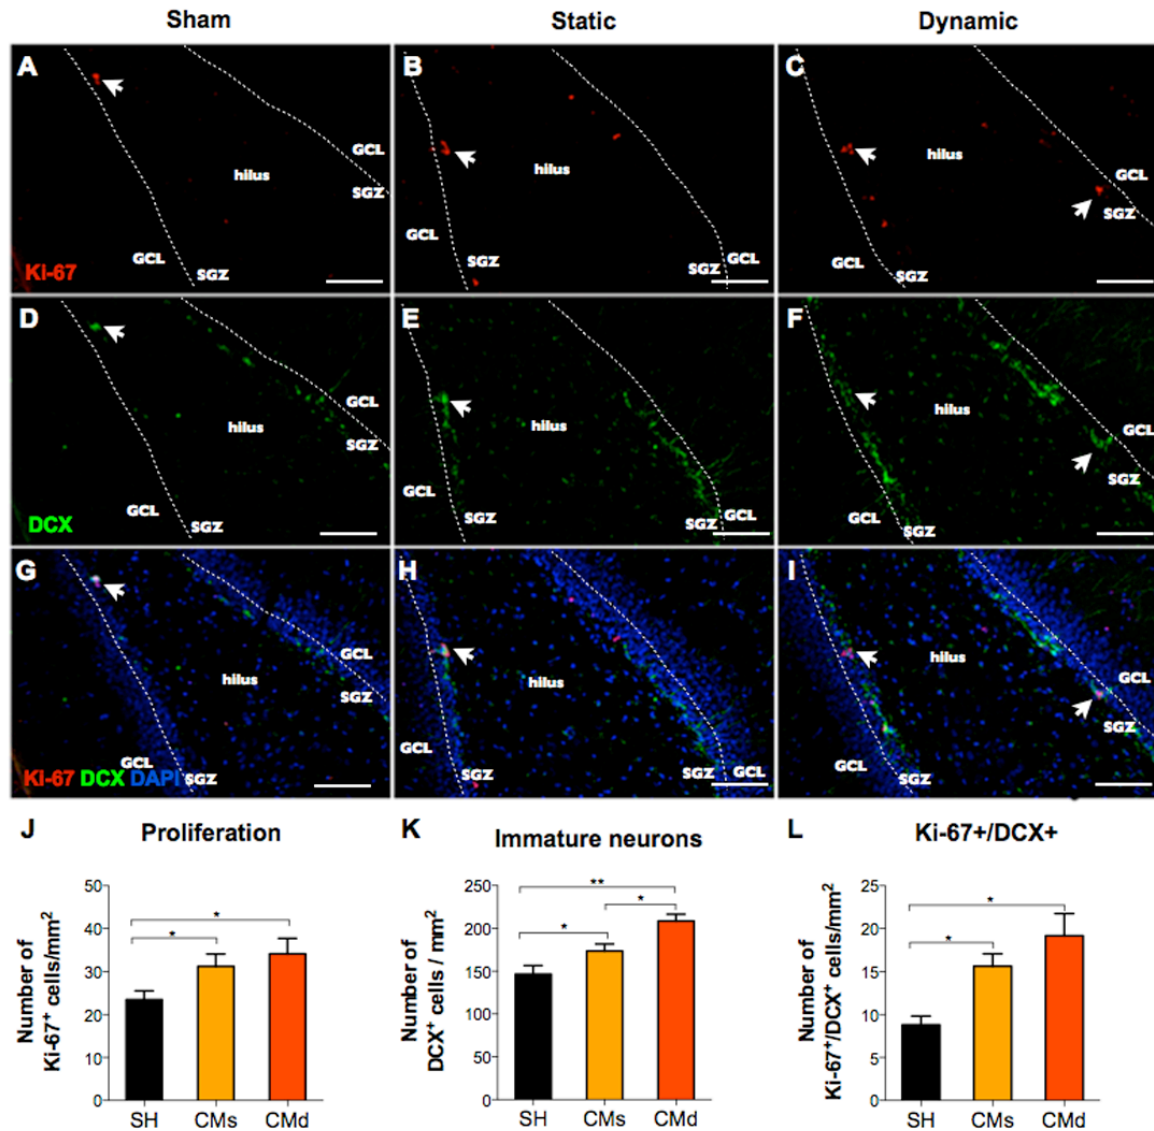 Sham Static Dynamic
A B C
GCL GCL
hilus hilus hilus
SGZ SGZ
GCL GCL GCL
SGZ SGZ SGZ SGZ GCL
Ki-67
D E F
GCL GCL
hilus hilus hilus
SGZ SGZ
GCL GCL GCL
SGZ SGZ SGZ GCL SGZ
DCX
G H I
GCL GCL
hilus hilus hilus
SGZ SGZ
GCL GCL GCL
Ki-67 DCX DAPI SGZ SGZ SGZ GCL SGZ
J Proliferation
Number of
Ki-67⁺ cells/mm²
50
40
30
20
10
0
* *
SH CMs CMd
K Immature neurons
Number of
DCX⁺ cells / mm²
250
200
150
100
50
0
** * *
SH CMs CMd
L Ki-67+/DCX+
Number of
Ki-67⁺/DCX⁺ cells/mm²
25
20
15
10
5
0
* *
SH CMs CMd